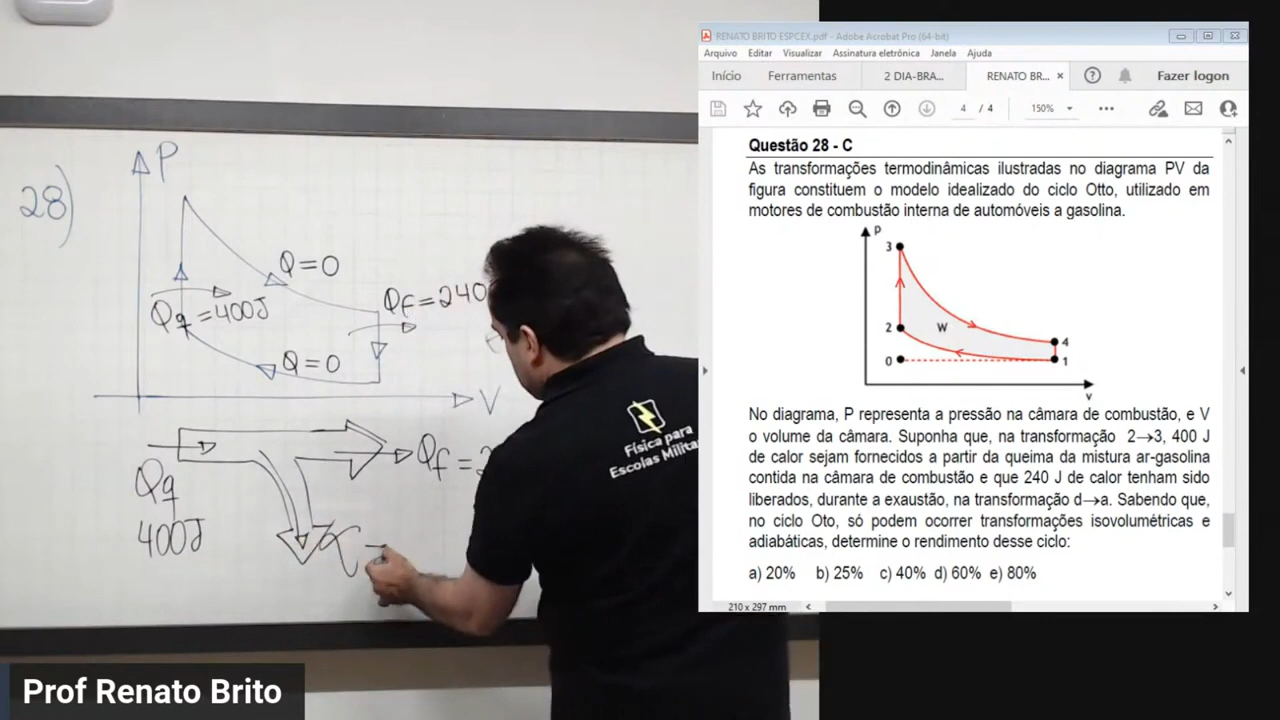 28)
P
Q=0
Qq=400J
Qf=240
Q=0
V
Qf=2
Qq
400J
Física para
Escolas Milita
Prof Renato Brito
RENATO BRITO ESPCEX.pdf - Adobe Acrobat Pro (64-bit)
Arquivo Editar Visualizar Assinatura eletrônica Janela Ajuda
Início Ferramentas 2 DIA-BRA... RENATO BR... × Fazer logon
4 / 4 150%
Questão 28 - C
As transformações termodinâmicas ilustradas no diagrama PV da
figura constituem o modelo idealizado do ciclo Otto, utilizado em
motores de combustão interna de automóveis a gasolina.
P
3
2
W
4
0
1
v
No diagrama, P representa a pressão na câmara de combustão, e V
o volume da câmara. Suponha que, na transformação 2→3, 400 J
de calor sejam fornecidos a partir da queima da mistura ar-gasolina
contida na câmara de combustão e que 240 J de calor tenham sido
liberados, durante a exaustão, na transformação d→a. Sabendo que,
no ciclo Oto, só podem ocorrer transformações isovolumétricas e
adiabáticas, determine o rendimento desse ciclo:
a) 20% b) 25% c) 40% d) 60% e) 80%
210 x 297 mm